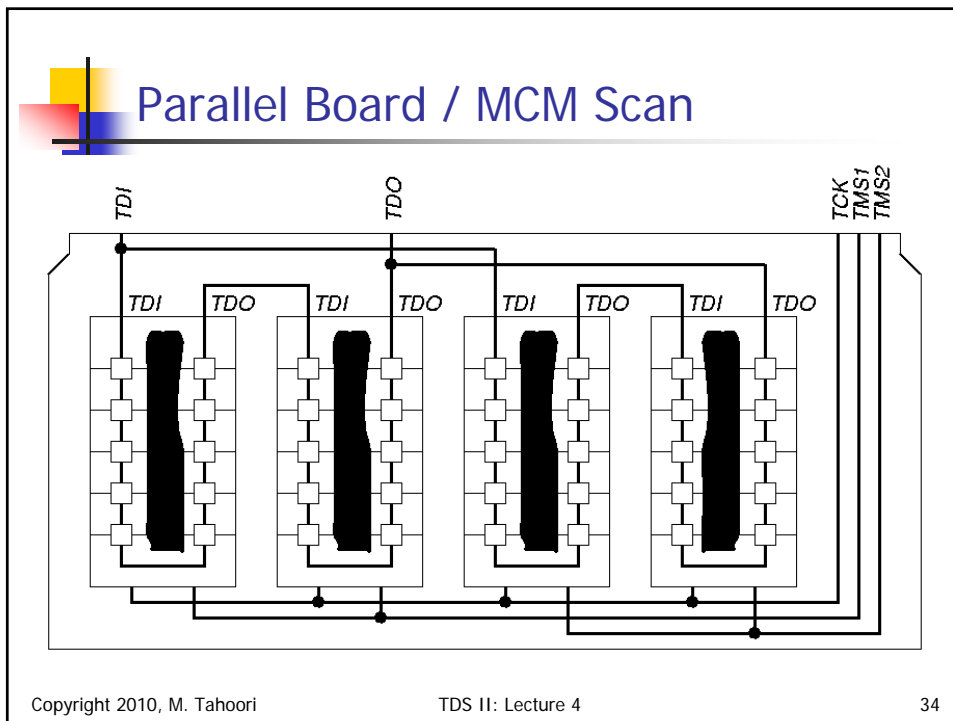 Parallel Board / MCM Scan
TDI
TDO
TCK
TMS1
TMS2
TDI TDO TDI TDO TDI TDO TDI TDO
Copyright 2010, M. Tahoori TDS II: Lecture 4 34